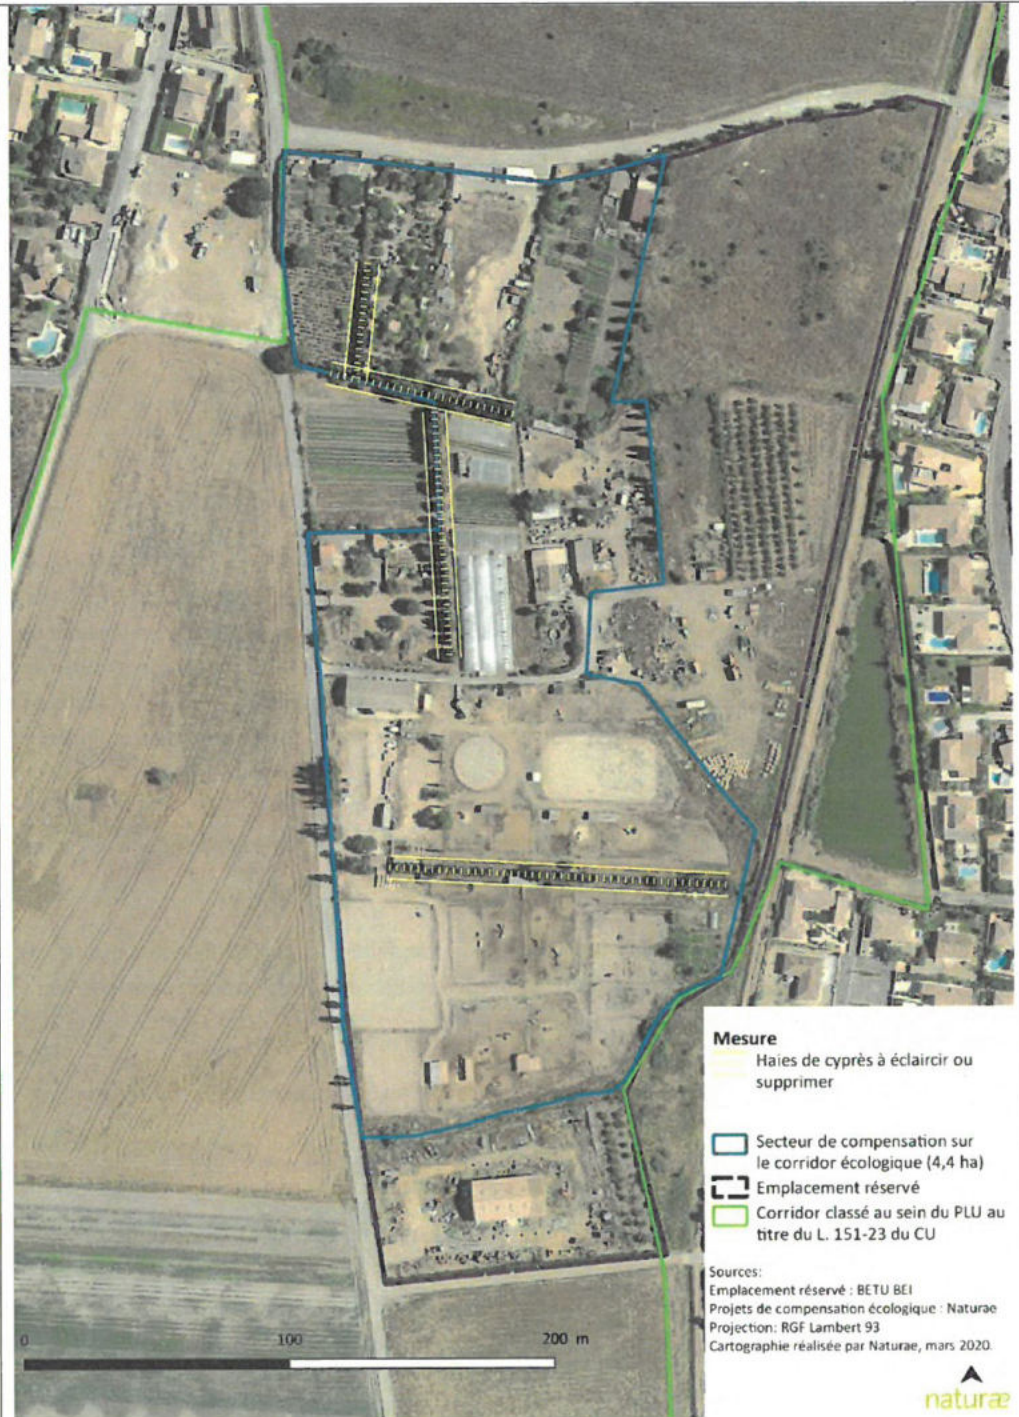 Mesure
Haies de cyprès à éclaircir ou
supprimer
Secteur de compensation sur
le corridor écologique (4,4 ha)
Emplacement réservé
Corridor classé au sein du PLU au
titre du L. 151-23 du CU
Sources:
Emplacement réservé : BETU BEI
Projets de compensation écologique : Naturae
Projection: RGF Lambert 93
Cartographie réalisée par Naturae, mars 2020.
0 100 200 m
naturæ